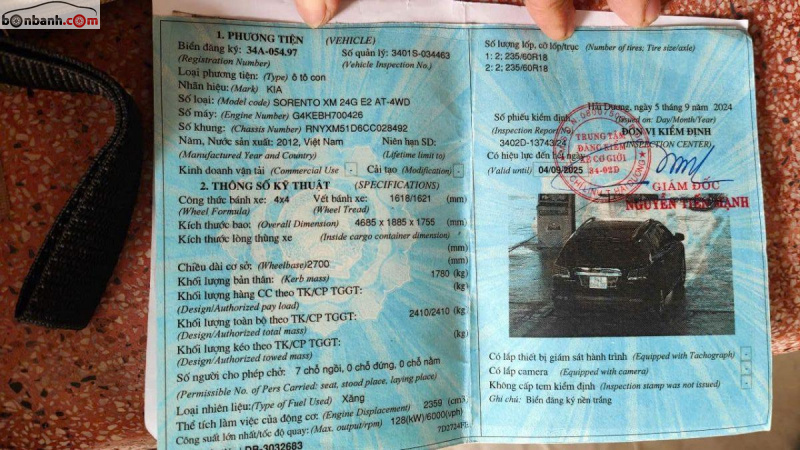 bonbanh.com
1. PHƯƠNG TIỆN (VEHICLE)
Biển đăng ký: 34A-054.97 Số quản lý: 3401S-034463
(Registration Number) (Vehicle Inspection No.)
Loại phương tiện: (Type) ô tô con
Nhãn hiệu: (Mark) KIA
Số loại: (Model code) SORENTO XM 24G E2 AT-4WD
Số máy: (Engine Number) G4KEBH700426
Số khung: (Chassis Number) RNYXM51D6CC028492
Năm, Nước sản xuất: 2012, Việt Nam Niên hạn SD:
(Manufactured Year and Country) (Lifetime limit to)
Kinh doanh vận tải (Commercial Use) - Cải tạo (Modification) -
2. THÔNG SỐ KỸ THUẬT (SPECIFICATIONS)
Công thức bánh xe: 4x4 Vết bánh xe: 1618/1621 (mm)
(Wheel Formula) (Wheel Tread)
Kích thước bao: (Overall Dimension) 4685 x 1885 x 1755 (mm)
Kích thước lòng thùng xe (Inside cargo container dimension)
(mm)
Chiều dài cơ sở: (Wheelbase) 2700 (mm)
Khối lượng bản thân: (Kerb mass) 1780 (kg)
Khối lượng hàng CC theo TK/CP TGGT: (kg)
(Design/Authorized pay load)
Khối lượng toàn bộ theo TK/CP TGGT: 2410/2410 (kg)
(Design/Authorized total mass)
Khối lượng kéo theo TK/CP TGGT: (kg)
(Design/Authorized towed mass)
Số người cho phép chở: 7 chỗ ngồi, 0 chỗ đứng, 0 chỗ nằm
(Permissible No. of Pers Carried: seat, stood place, laying place)
Loại nhiên liệu: (Type of Fuel Used) Xăng
Thể tích làm việc của động cơ: (Engine Displacement) 2359 (cm3)
Công suất lớn nhất/tốc độ quay: (Max. output/rpm) 128(kW)/6000(vph)
DB-3032683
Số lượng lốp, cỡ lốp/trục (Number of tires; Tire size/axle)
1: 2; 235/60R18
2: 2; 235/60R18
Hải Dương, ngày 5 tháng 9 năm 2024
(Issued on: Day/Month/Year)
Số phiếu kiểm định ĐƠN VỊ KIỂM ĐỊNH
(Inspection Report No) (INSPECTION CENTER)
3402D-13743/24
Có hiệu lực đến hết ngày
(Valid until) 04/09/2025
TRUNG TÂM
ĐĂNG KIỂM
XE CƠ GIỚI
34-02D
GIÁM ĐỐC
NGUYỄN TIẾN MẠNH
Có lắp thiết bị giám sát hành trình (Equipped with Tachograph) -
Có lắp camera (Equipped with camera) -
Không cấp tem kiểm định (Inspection stamp was not issued) -
Ghi chú: Biển đăng ký nền trắng